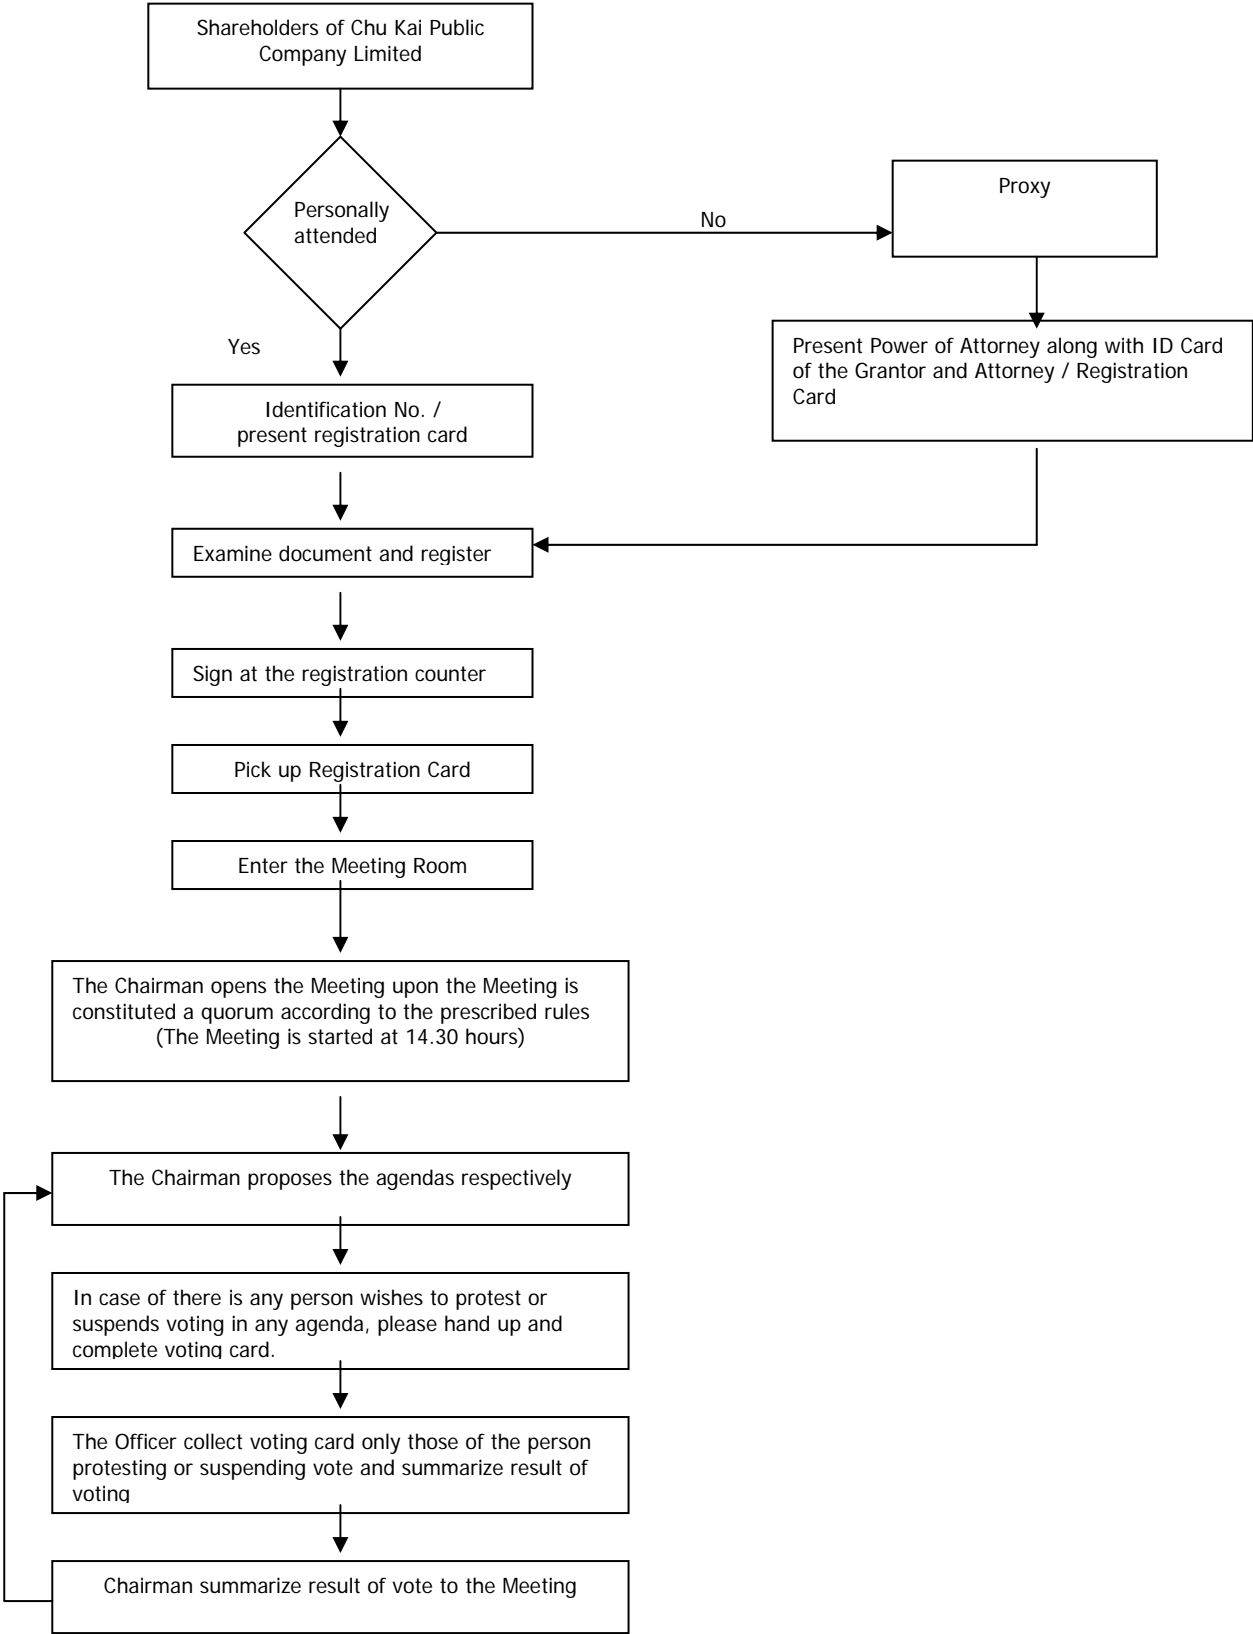 Shareholders of Chu Kai Public
Company Limited
Personally
attended
No
Proxy
Yes
Present Power of Attorney along with ID Card
of the Grantor and Attorney / Registration
Card
Identification No. /
present registration card
Examine document and register
Sign at the registration counter
Pick up Registration Card
Enter the Meeting Room
The Chairman opens the Meeting upon the Meeting is
constituted a quorum according to the prescribed rules
(The Meeting is started at 14.30 hours)
The Chairman proposes the agendas respectively
In case of there is any person wishes to protest or
suspends voting in any agenda, please hand up and
complete voting card.
The Officer collect voting card only those of the person
protesting or suspending vote and summarize result of
voting
Chairman summarize result of vote to the Meeting